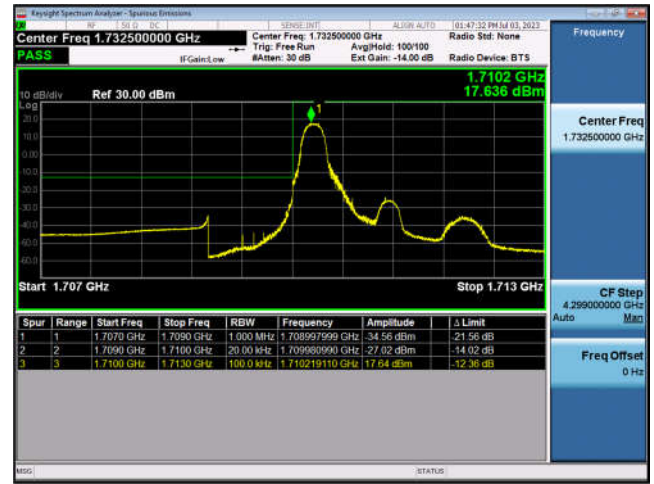 Keysight Spectrum Analyzer - Spurious Emissions
RF 50 Ω DC SENSE:INT ALIGN AUTO 01:47:32 PM Jul 03, 2023
Center Freq 1.732500000 GHz
Center Freq: 1.732500000 GHz
Radio Std: None
Trig: Free Run Avg|Hold: 100/100
PASS
IFGain:Low
#Atten: 30 dB Ext Gain: -14.00 dB Radio Device: BTS
1.7102 GHz
17.636 dBm
10 dB/div Ref 30.00 dBm
Log
20.0
10.0
0.00
10.0
20.0
30.0
40.0
50.0
60.0
1
Start 1.707 GHz Stop 1.713 GHz
Spur Range Start Freq Stop Freq RBW Frequency Amplitude Δ Limit
1 1 1.7070 GHz 1.7090 GHz 1.000 MHz 1.708997999 GHz -34.56 dBm -21.56 dB
2 2 1.7090 GHz 1.7100 GHz 20.00 kHz 1.709980990 GHz -27.02 dBm -14.02 dB
3 3 1.7100 GHz 1.7130 GHz 100.0 kHz 1.710219110 GHz 17.64 dBm -12.36 dB
MSG STATUS
Frequency
Center Freq
1.732500000 GHz
CF Step
4.299000000 GHz
Auto Man
Freq Offset
0 Hz